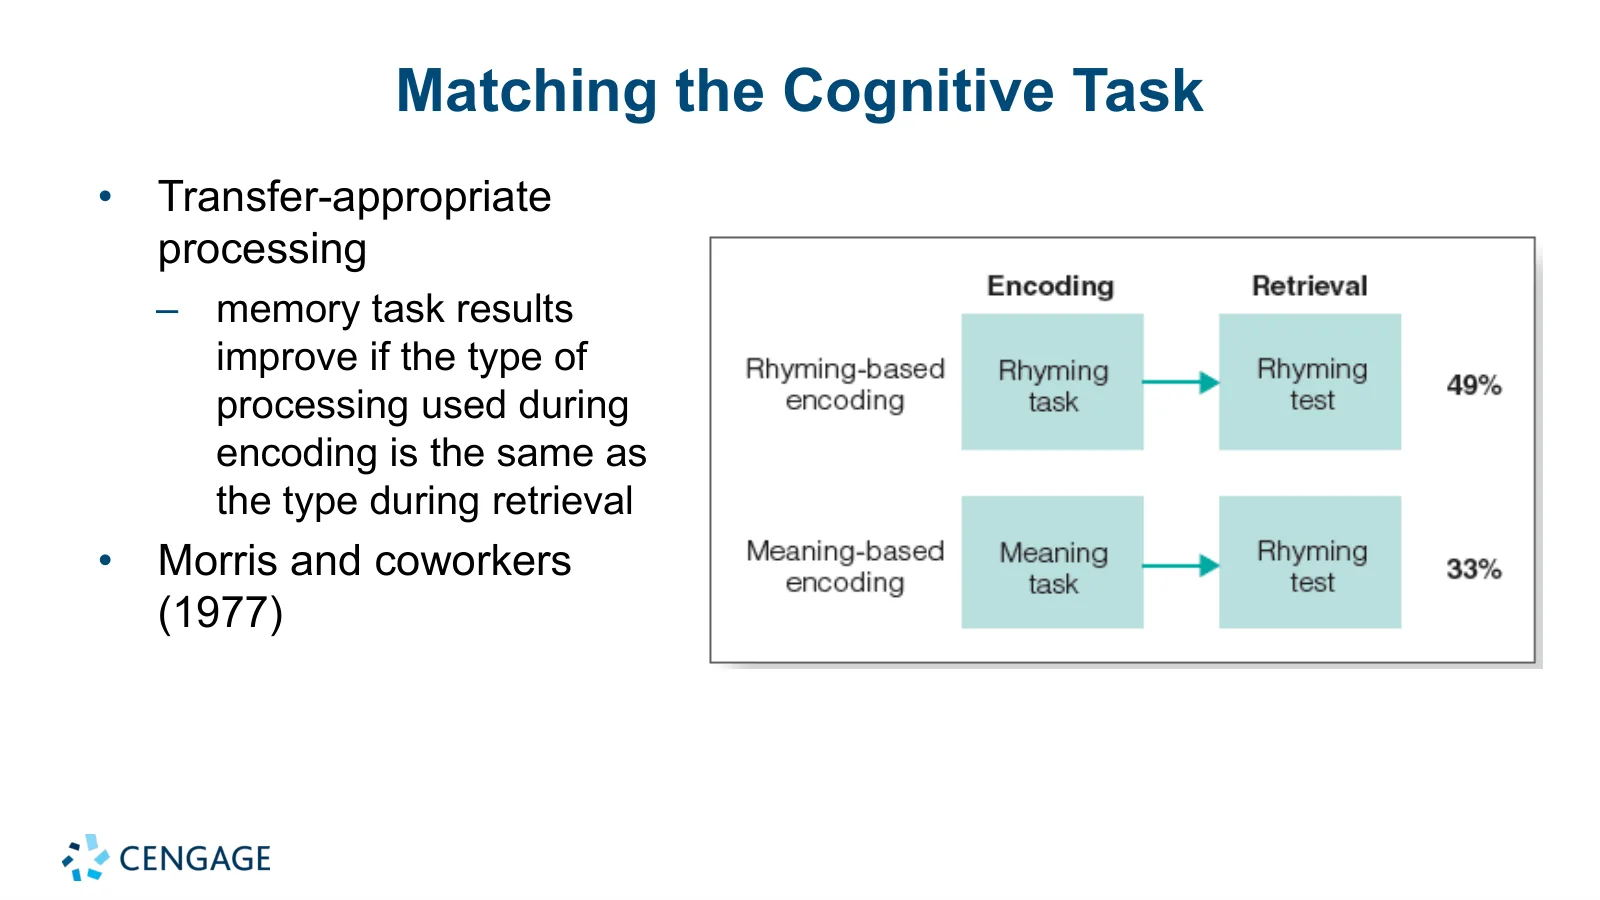 Matching the Cognitive Task
• Transfer-appropriate
processing
– memory task results
improve if the type of
processing used during
encoding is the same as
the type during retrieval
• Morris and coworkers
(1977)
Encoding Retrieval
Rhyming-based
encoding
Rhyming
task
Rhyming
test
49%
Meaning-based
encoding
Meaning
task
Rhyming
test
33%
CENGAGE